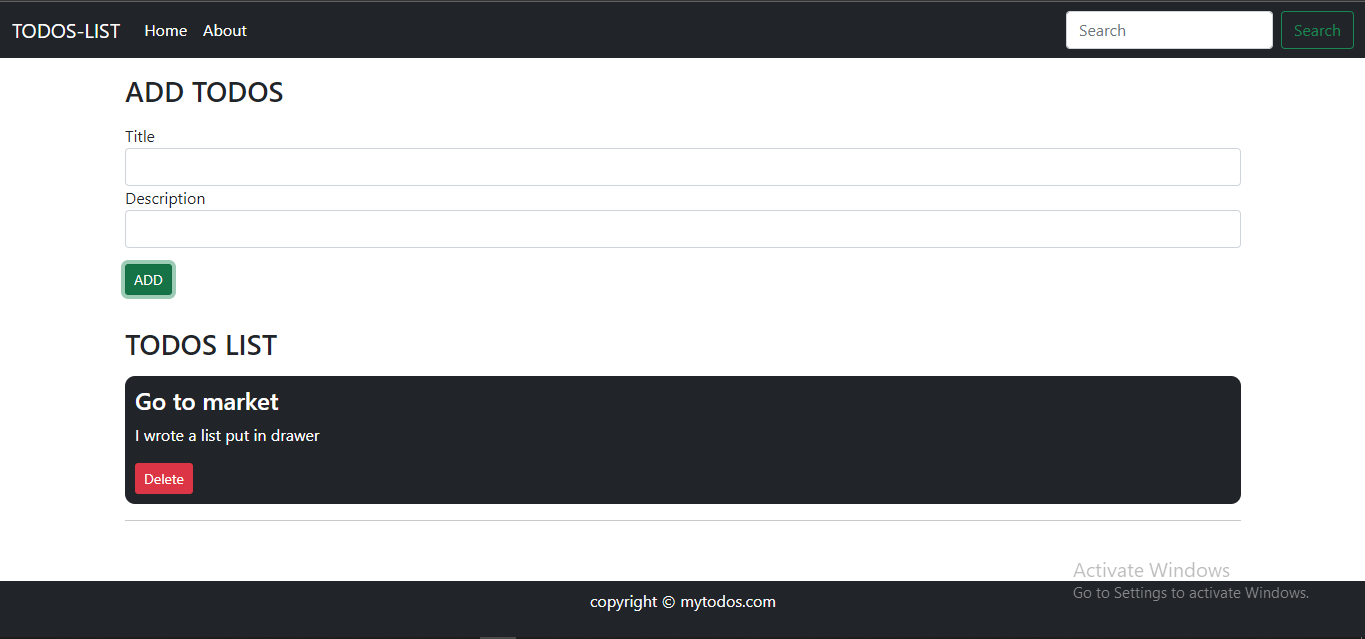 TODOS-LIST Home About Search Search
ADD TODOS
Title
Description
ADD
TODOS LIST
Go to market
I wrote a list put in drawer
Delete
Activate Windows
Go to Settings to activate Windows.
copyright © mytodos.com